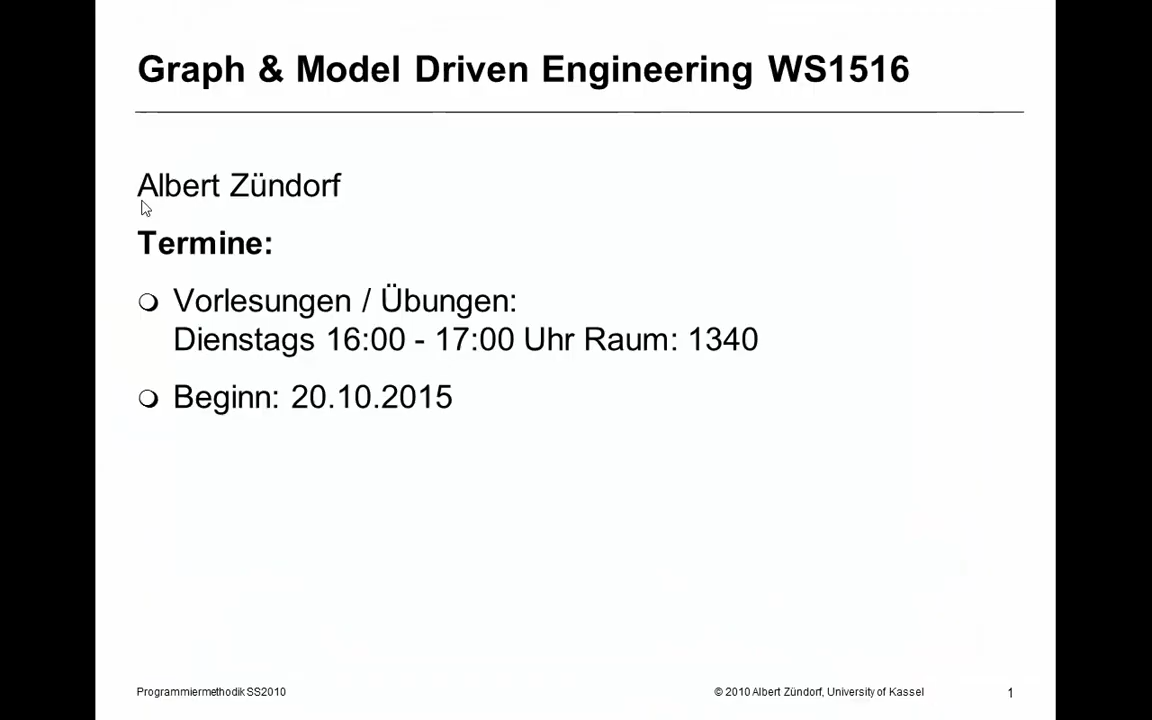 Graph & Model Driven Engineering WS1516
Albert Zündorf
Termine:
Vorlesungen / Übungen:
Dienstags 16:00 - 17:00 Uhr Raum: 1340
Beginn: 20.10.2015
Programmiermethodik SS2010
© 2010 Albert Zündorf, University of Kassel
1